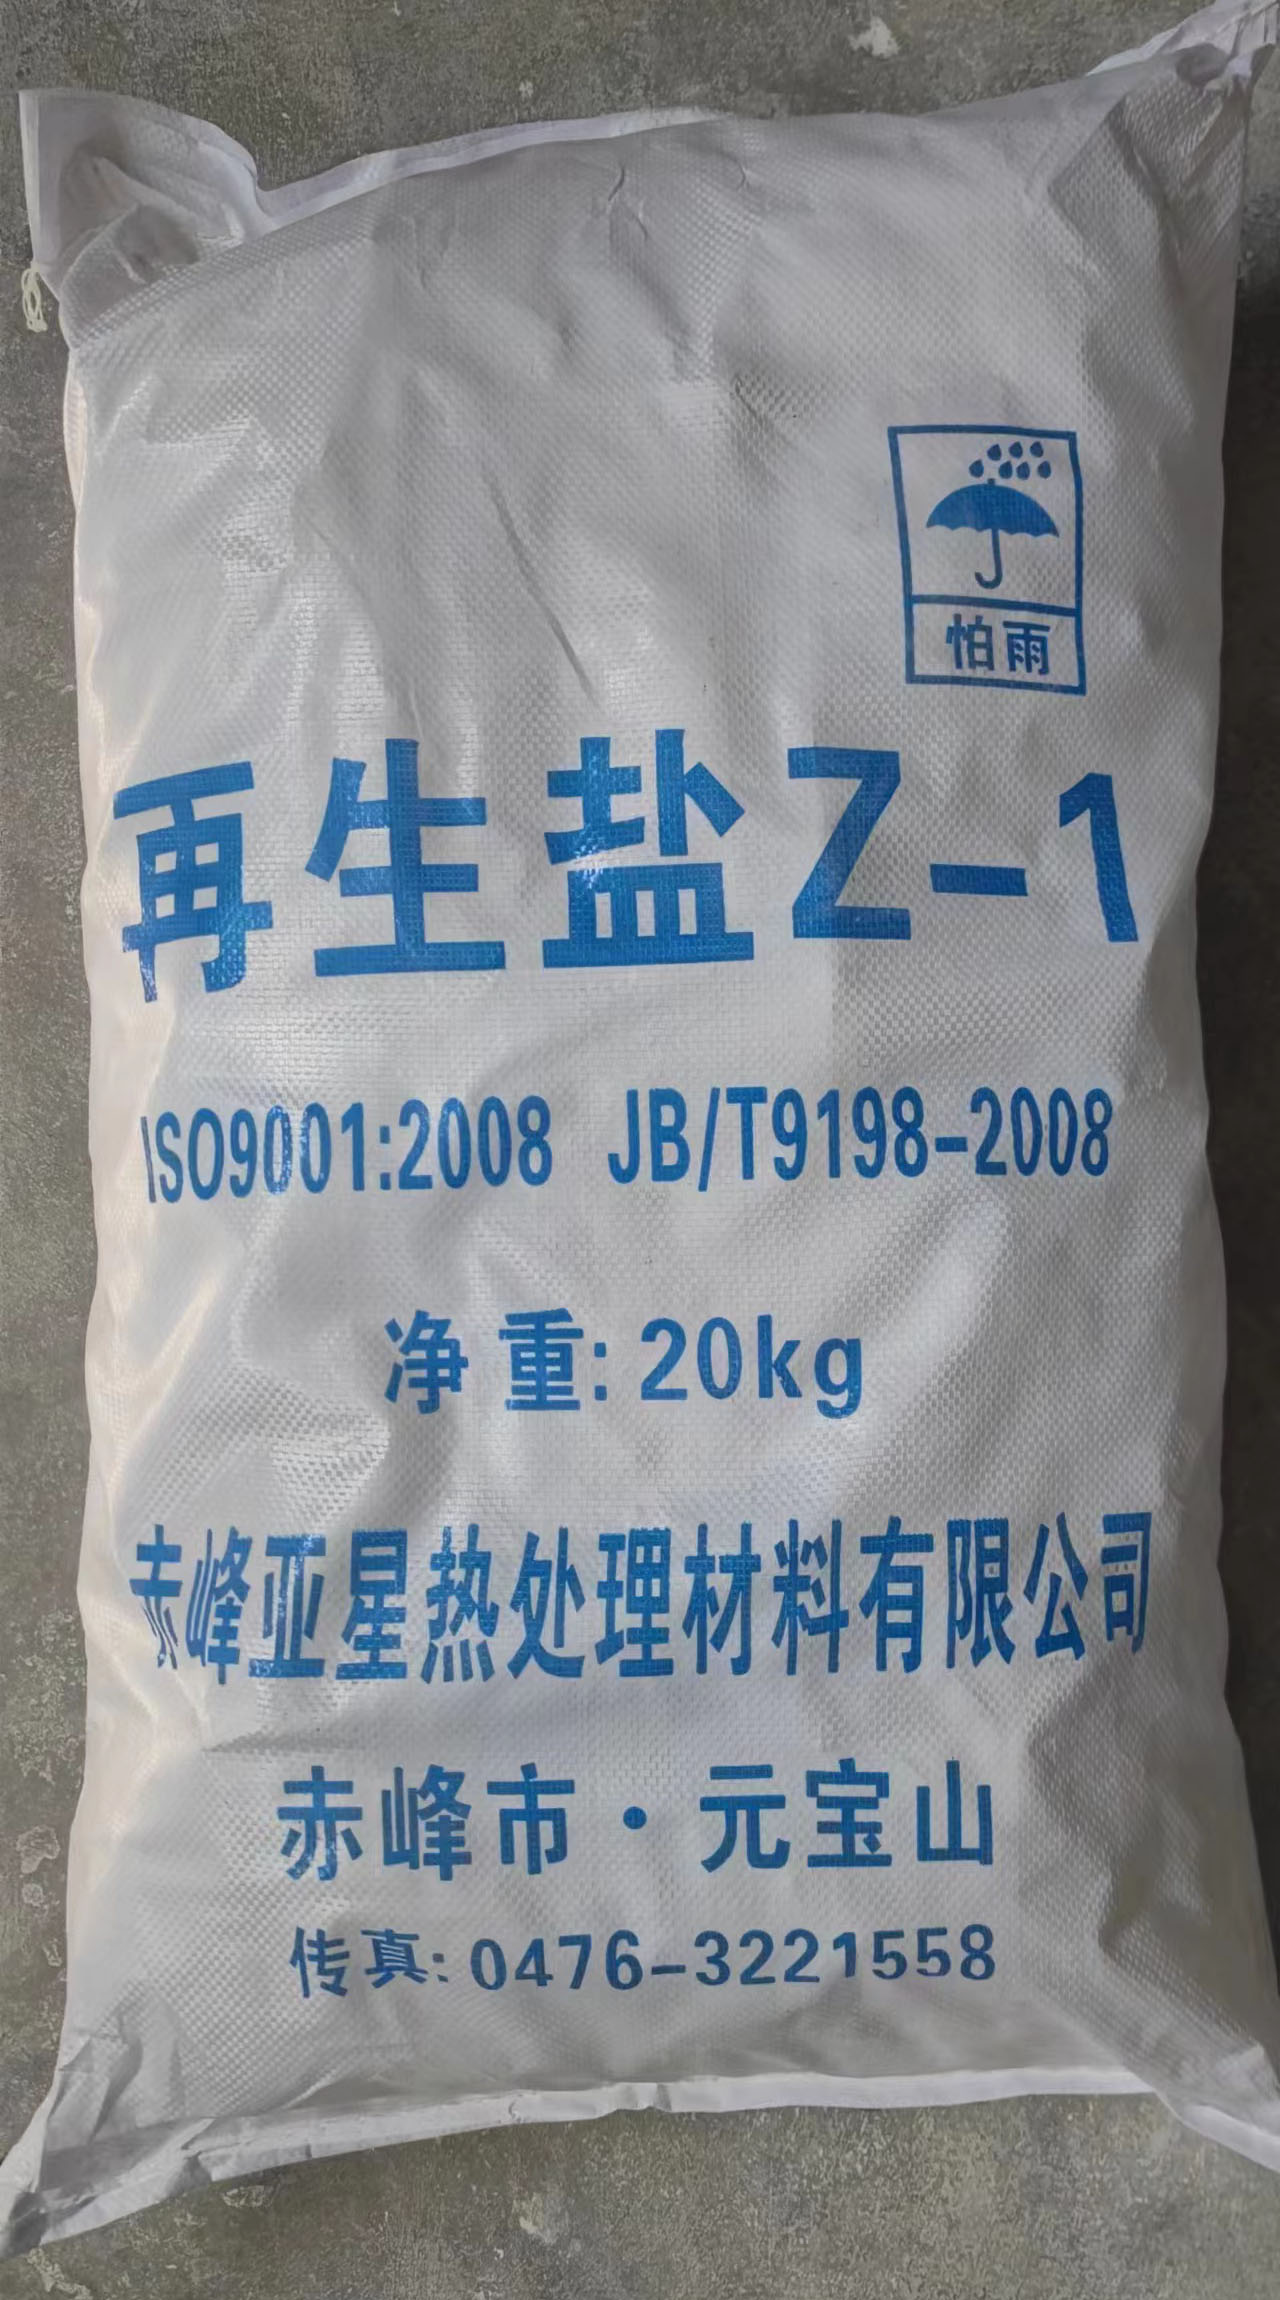 怕雨
再生盐Z-1
ISO9001:2008 JB/T9198-2008
净重:20kg
赤峰亚星热处理材料有限公司
赤峰市·元宝山
传真:0476-3221558